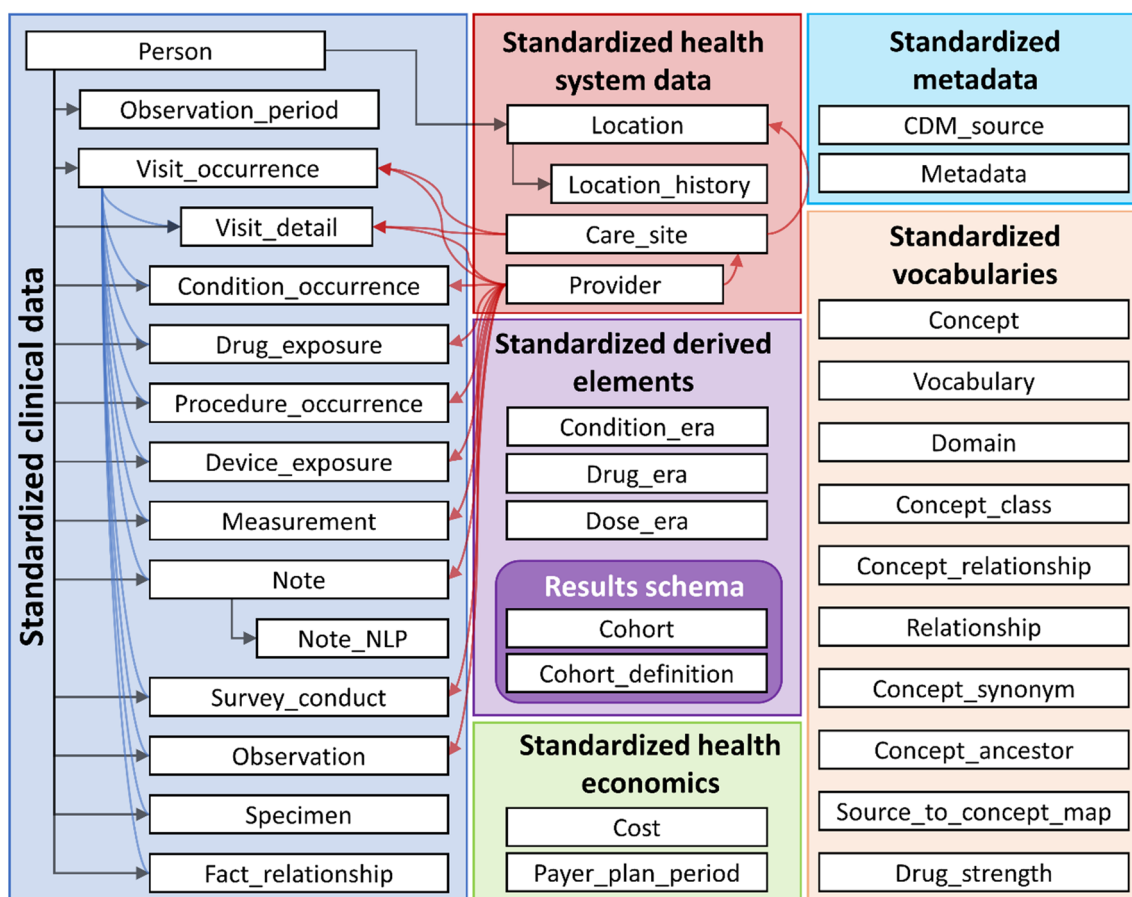 Standardized clinical data
Person
Observation_period
Visit_occurrence
Visit_detail
Condition_occurrence
Drug_exposure
Procedure_occurrence
Device_exposure
Measurement
Note
Note_NLP
Survey_conduct
Observation
Specimen
Fact_relationship
Standardized health
system data
Location
Location_history
Care_site
Provider
Standardized derived
elements
Condition_era
Drug_era
Dose_era
Results schema
Cohort
Cohort_definition
Standardized health
economics
Cost
Payer_plan_period
Standardized
metadata
CDM_source
Metadata
Standardized
vocabularies
Concept
Vocabulary
Domain
Concept_class
Concept_relationship
Relationship
Concept_synonym
Concept_ancestor
Source_to_concept_map
Drug_strength